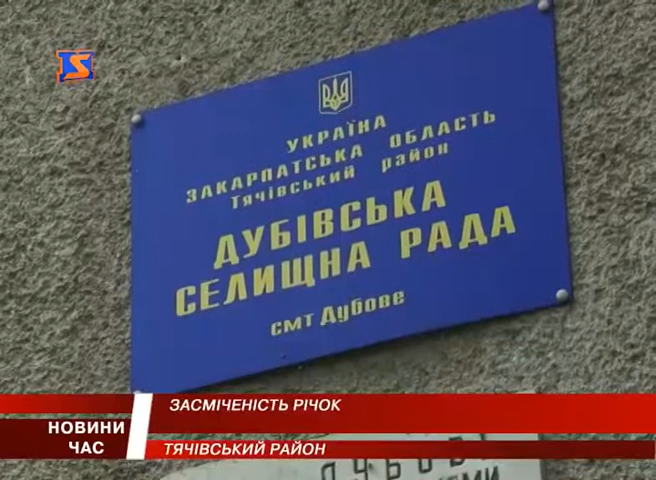 УКРАЇНА
ЗАКАРПАТСЬКА ОБЛАСТЬ
Тячівський район
ДУБІВСЬКА
СЕЛИЩНА РАДА
смт Дубове
ЗАСМІЧЕНІСТЬ РІЧОК
НОВИНИ
ЧАС
ТЯЧІВСЬКИЙ РАЙОН